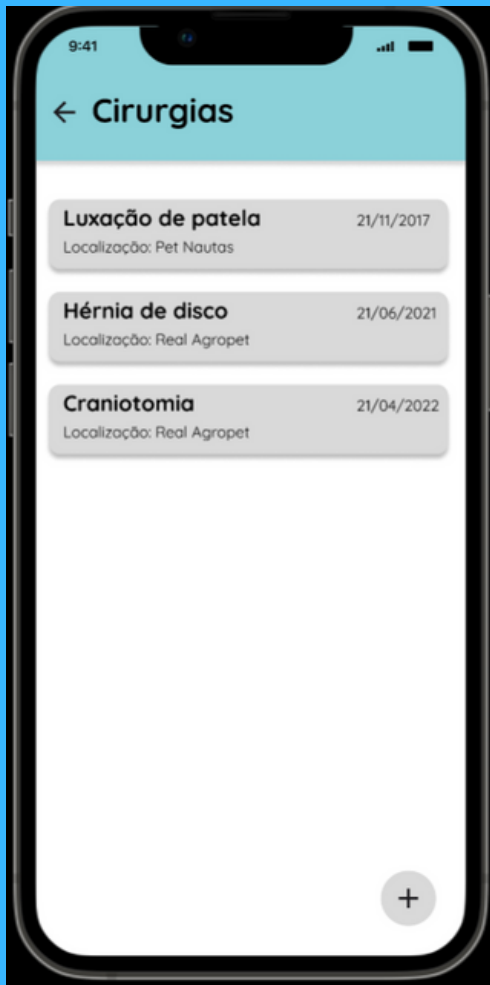 9:41
Cirurgias
Luxação de patela 21/11/2017
Localização: Pet Nautas
Hérnia de disco 21/06/2021
Localização: Real Agropet
Craniotomia 21/04/2022
Localização: Real Agropet
+